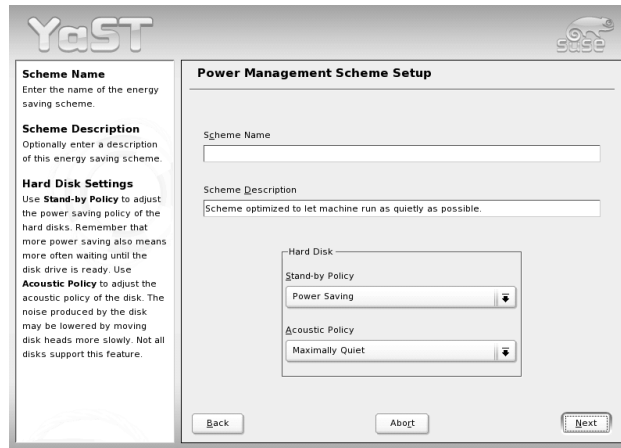 YaST
suse
Scheme Name
Enter the name of the energy
saving scheme.
Scheme Description
Optionally enter a description
of this energy saving scheme.
Hard Disk Settings
Use Stand-by Policy to adjust
the power saving policy of the
hard disks. Remember that
more power saving also means
more often waiting until the
disk drive is ready. Use
Acoustic Policy to adjust the
acoustic policy of the disk. The
noise produced by the disk
may be lowered by moving
disk heads more slowly. Not all
disks support this feature.
Power Management Scheme Setup
Scheme Name
Scheme Description
Scheme optimized to let machine run as quietly as possible.
Hard Disk
Stand-by Policy
Power Saving
Acoustic Policy
Maximally Quiet
Back
Abort
Next